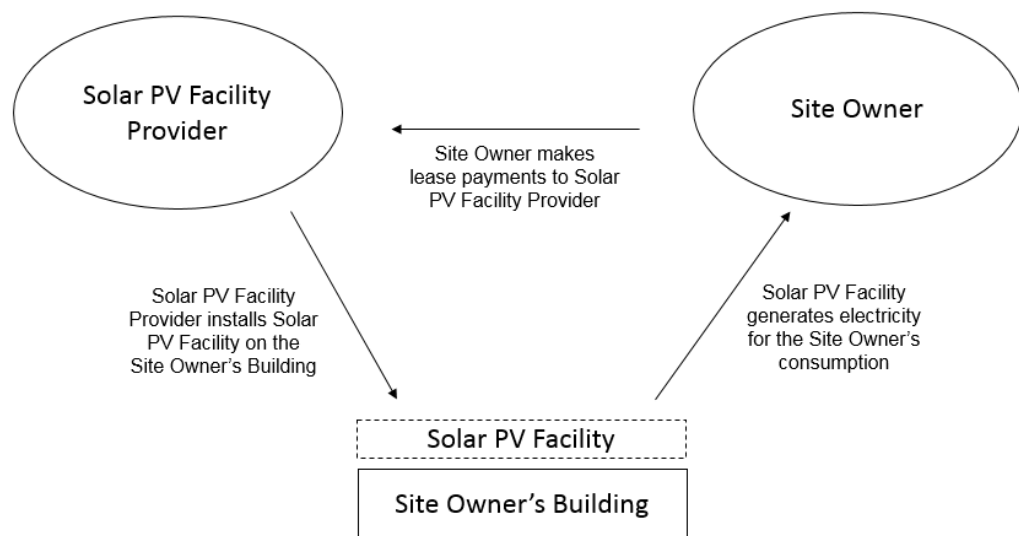 Solar PV Facility
Provider
Site Owner
Site Owner makes
lease payments to Solar
PV Facility Provider
Solar PV Facility
Provider installs Solar
PV Facility on the
Site Owner's Building
Solar PV Facility
generates electricity
for the Site Owner's
consumption
Solar PV Facility
Site Owner's Building